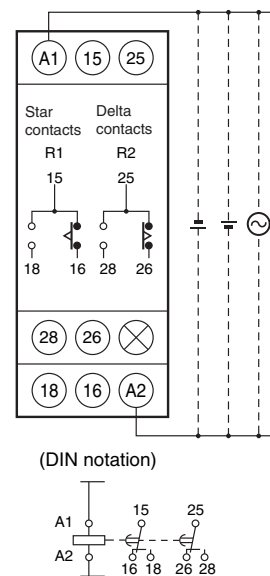 A1 15 25
Star contacts Delta contacts
R1 R2
15 25
18 16 28 26
28 26
18 16 A2
(DIN notation)
15 25
A1
A2
16 18 26 28